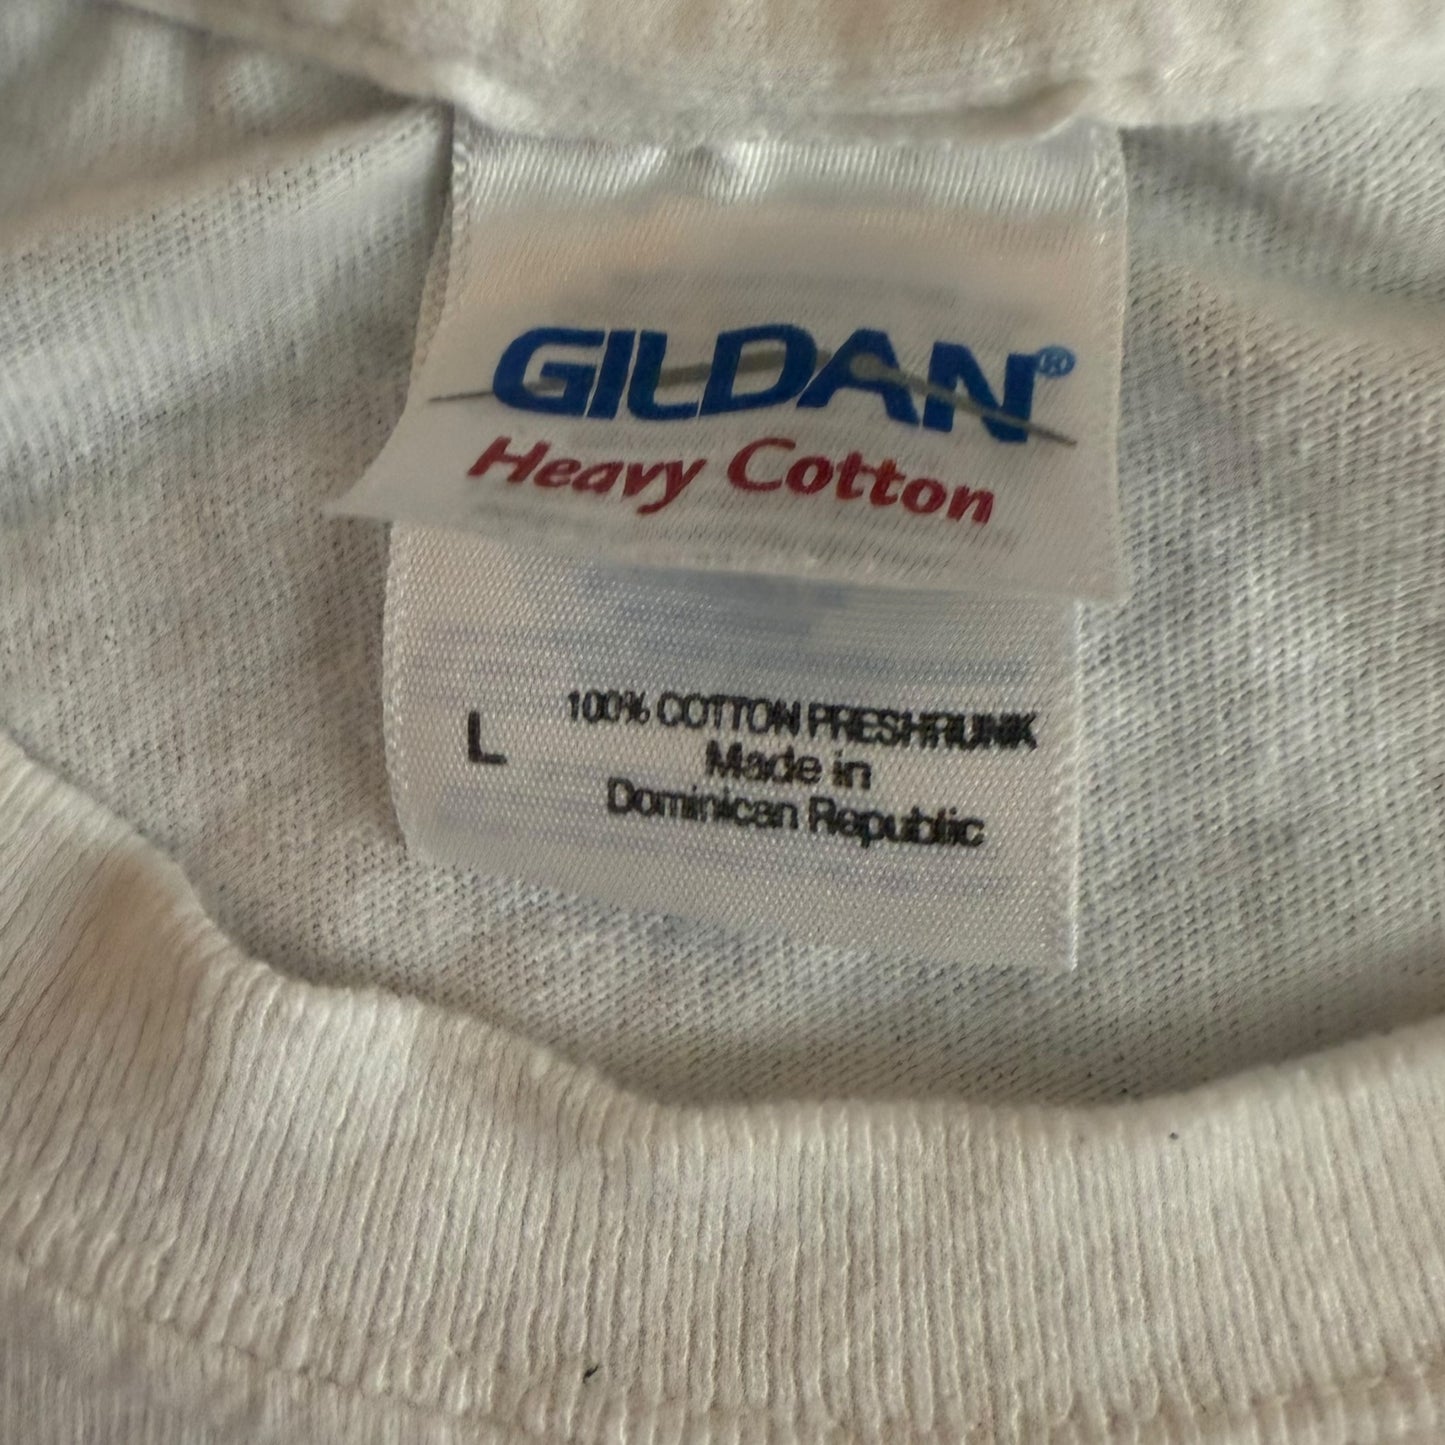 GILDAN®
Heavy Cotton
L
100% COTTON PRESHRUNK
Made in
Dominican Republic